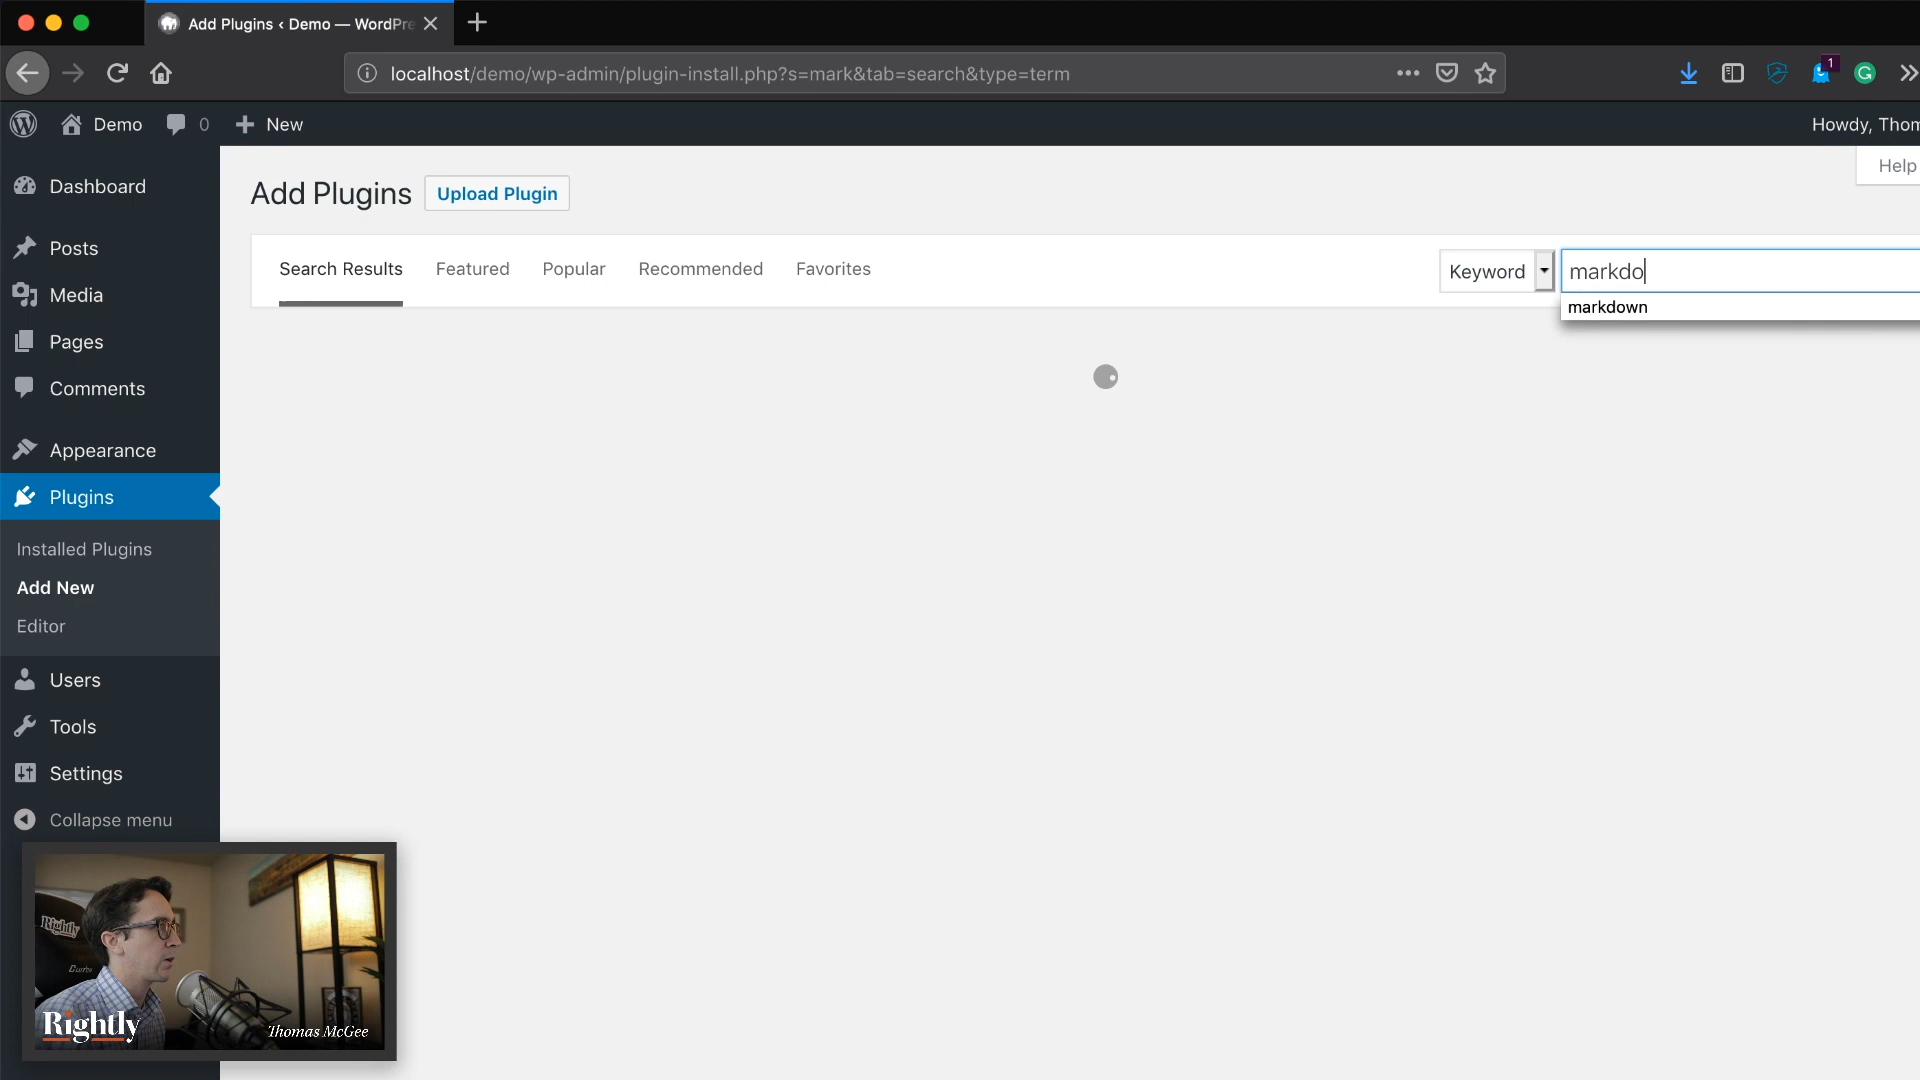 Add Plugins ‹ Demo — WordPre
localhost/demo/wp-admin/plugin-install.php?s=mark&tab=search&type=term
1
G
Demo
0
New
Howdy, Thom
Help
Dashboard
Posts
Media
Pages
Comments
Appearance
Plugins
Installed Plugins
Add New
Editor
Users
Tools
Settings
Collapse menu
Add Plugins
Upload Plugin
Search Results
Featured
Popular
Recommended
Favorites
Keyword
markdo
markdown
Rightly
Rightly
Thomas McGee